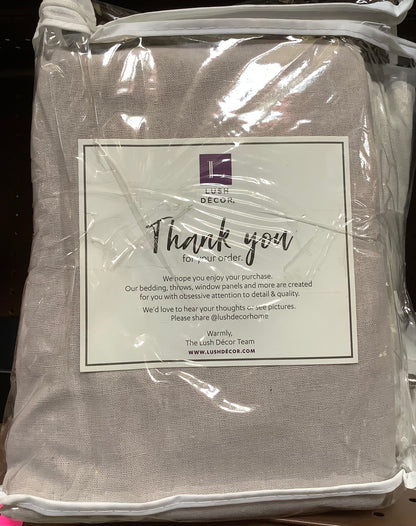 L
LUSH
DÉCOR.
Thank you
for your order.
We hope you enjoy your purchase.
Our bedding, throws, window panels and more are created
for you with obsessive attention to detail & quality.
We'd love to hear your thoughts or see pictures.
Please share @lushdecorhome
Warmly,
The Lush Décor Team
WWW.LUSHDÉCOR.COM